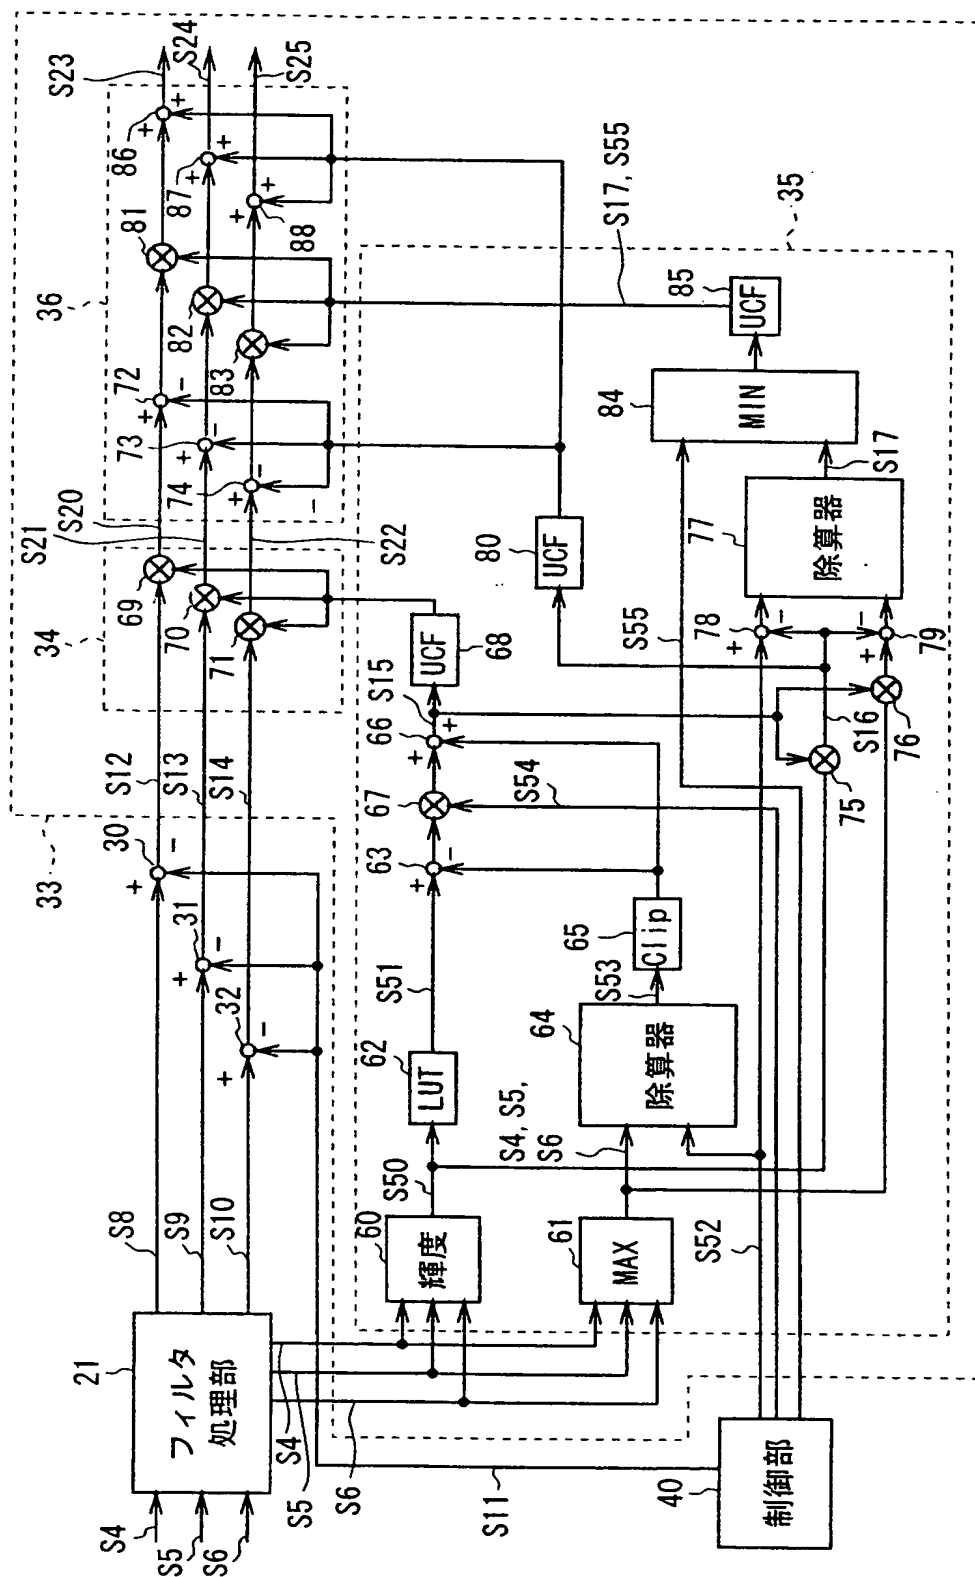 S4
S5
S6
21
フィルタ
処理部
S8
S9
S10
S4
S5
S6
S11
40
制御部
33
30
31
32
+
−
+
−
+
−
S12
S13
S14
34
69
70
71
S21
S20
S22
36
72
73
74
+
−
+
−
+
−
−
81
82
83
86
87
88
+
+
+
+
+
+
S23
S24
S25
60
輝度
S50
61
MAX
S4, S5,
S6
62
LUT
S51
64
除算器
S53
65
Clip
63
+
−
67
S54
66
+
+
S15
UCF
68
80
UCF
S52
S55
75
76
S16
78
+
−
79
+
−
77
除算器
S17
84
MIN
85
UCF
S17, S55
35